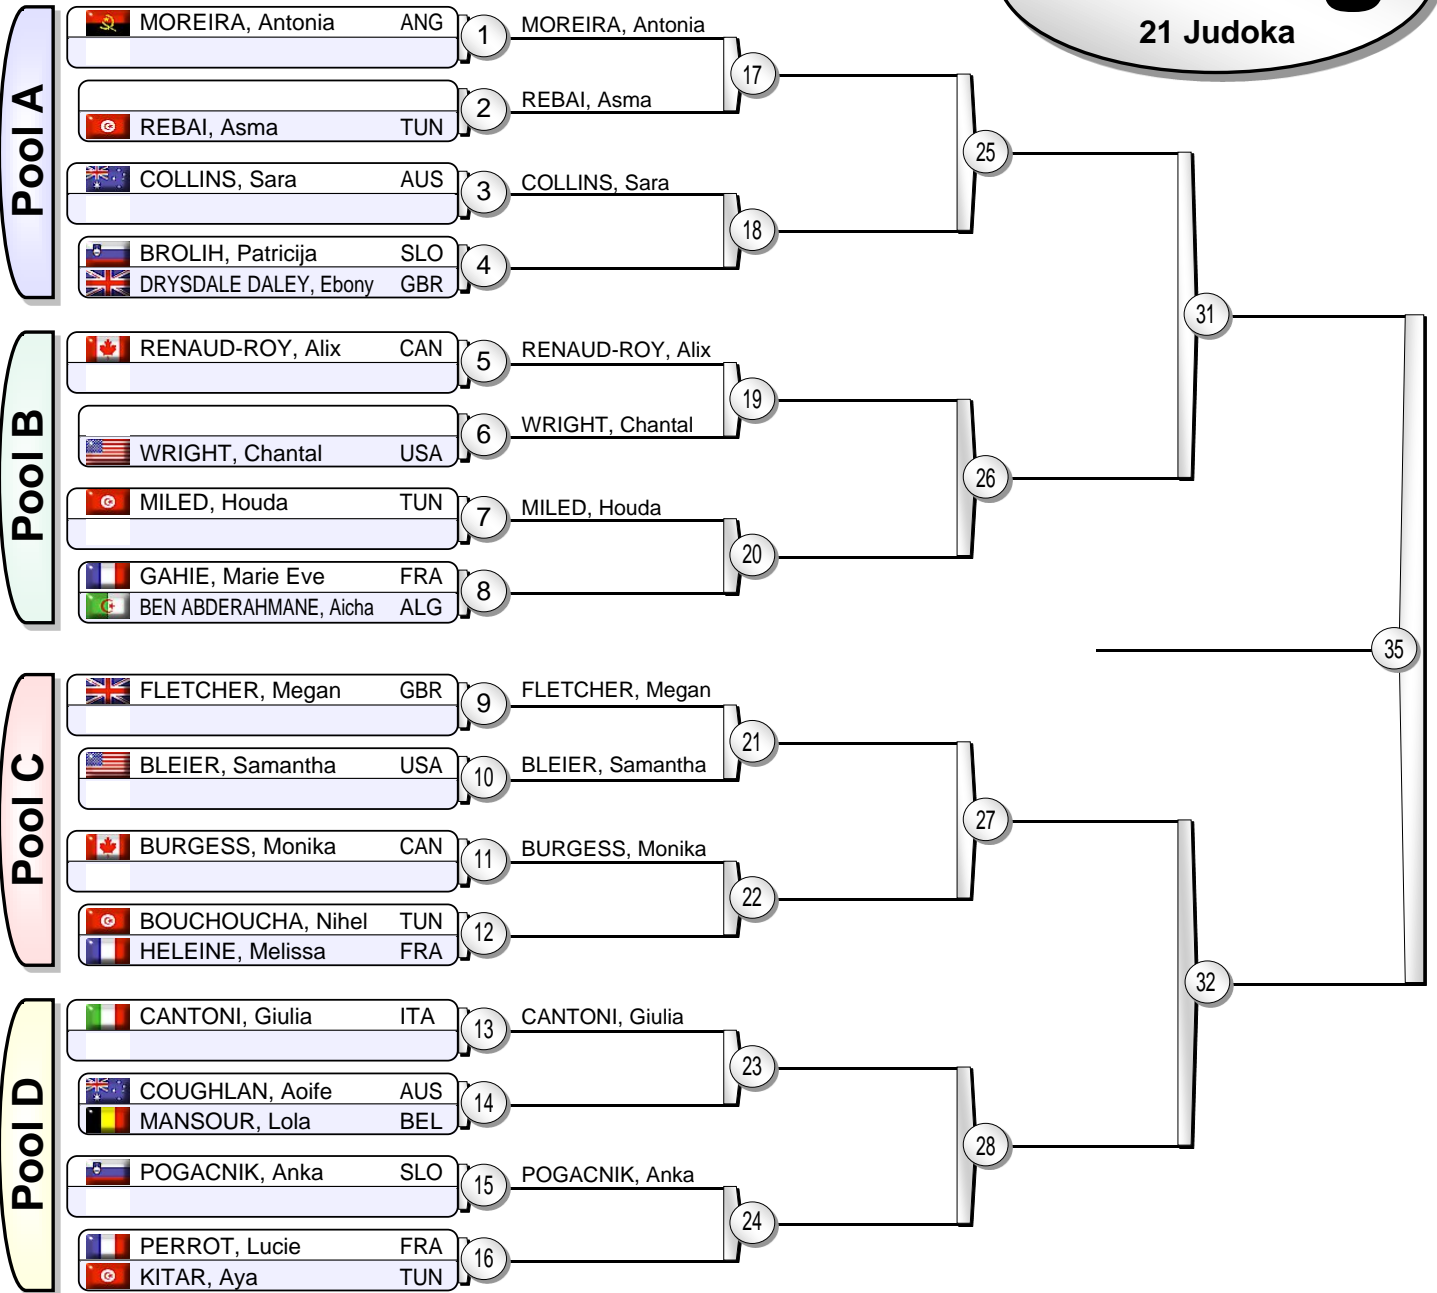 21 Judoka
Pool A
MOREIRA, Antonia ANG 1 MOREIRA, Antonia
17
REBAI, Asma TUN 2 REBAI, Asma
25
COLLINS, Sara AUS 3 COLLINS, Sara
18
BROLIH, Patricija SLO 4
DRYSDALE DALEY, Ebony GBR
31
Pool B
RENAUD-ROY, Alix CAN 5 RENAUD-ROY, Alix
19
WRIGHT, Chantal USA 6 WRIGHT, Chantal
26
MILED, Houda TUN 7 MILED, Houda
20
GAHIE, Marie Eve FRA 8
BEN ABDERAHMANE, Aicha ALG
35
Pool C
FLETCHER, Megan GBR 9 FLETCHER, Megan
21
BLEIER, Samantha USA 10 BLEIER, Samantha
27
BURGESS, Monika CAN 11 BURGESS, Monika
22
BOUCHOUCHA, Nihel TUN 12
HELEINE, Melissa FRA
32
Pool D
CANTONI, Giulia ITA 13 CANTONI, Giulia
23
COUGHLAN, Aoife AUS 14
MANSOUR, Lola BEL
28
POGACNIK, Anka SLO 15 POGACNIK, Anka
24
PERROT, Lucie FRA 16
KITAR, Aya TUN